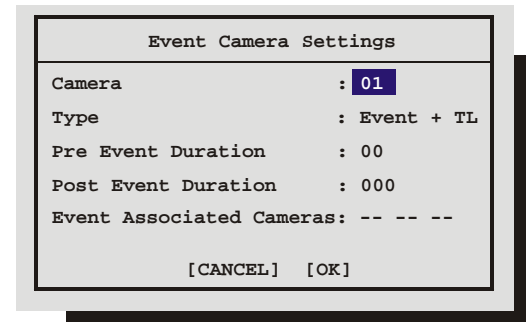 Event Camera Settings
Camera : 01
Type : Event + TL
Pre Event Duration : 00
Post Event Duration : 000
Event Associated Cameras: -- -- --
[CANCEL] [OK]